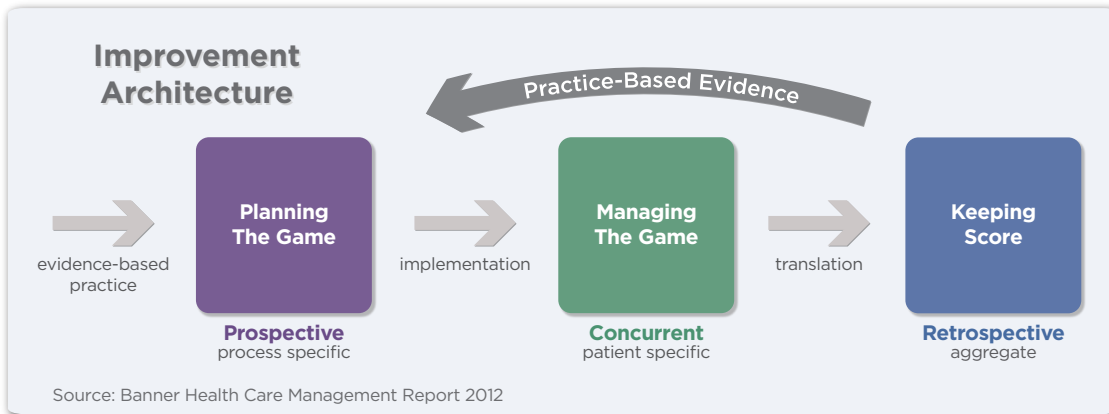 Improvement
Architecture
Practice-Based Evidence
evidence-based
practice
Planning
The Game
Prospective
process specific
implementation
Managing
The Game
Concurrent
patient specific
translation
Keeping
Score
Retrospective
aggregate
Source: Banner Health Care Management Report 2012